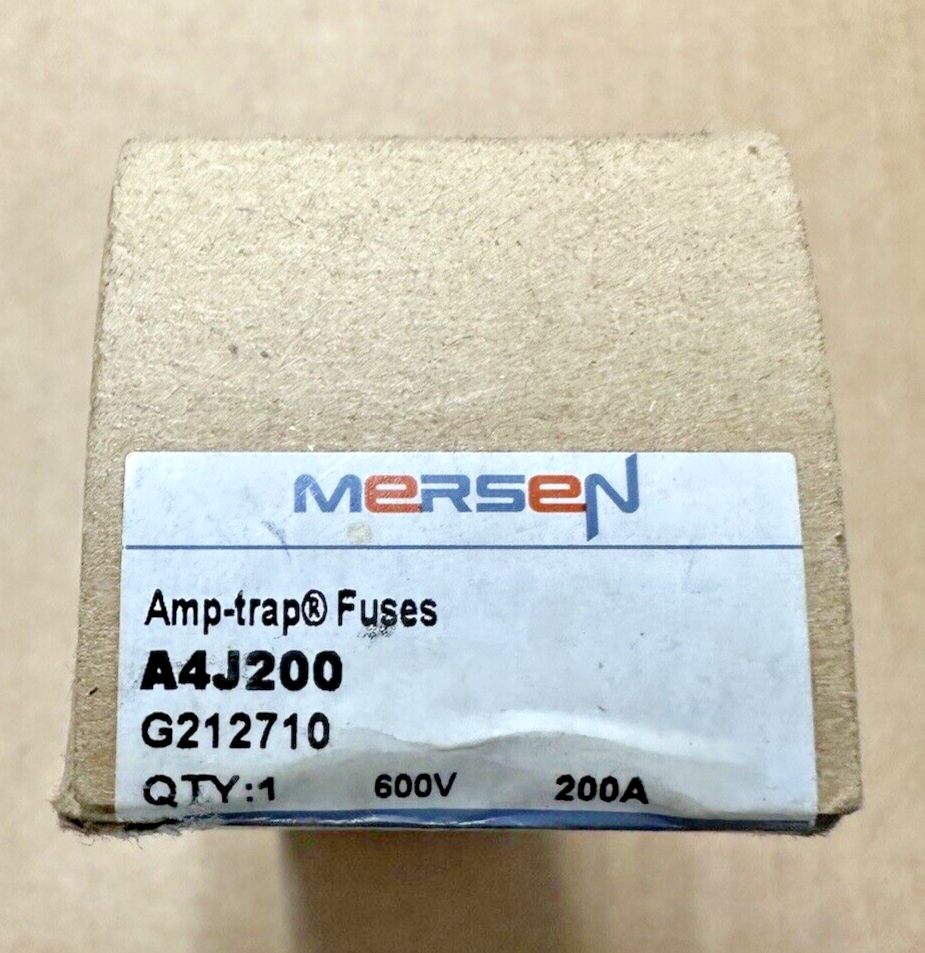 MERSEN
Amp-trap® Fuses
A4J200
G212710
QTY:1 600V 200A